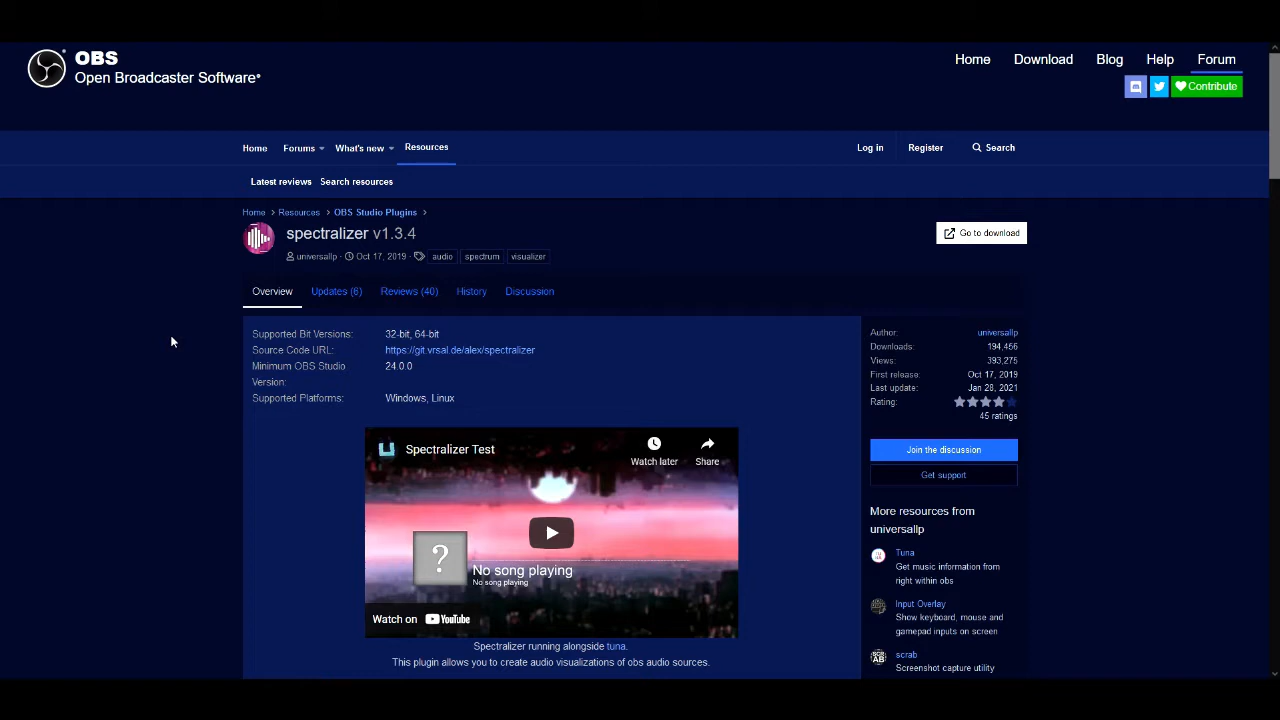 OBS
Open Broadcaster Software®
Home Download Blog Help Forum
Contribute
Home Forums What's new Resources Log in Register Search
Latest reviews Search resources
Home > Resources > OBS Studio Plugins >
spectralizer v1.3.4
Go to download
universallp Oct 17, 2019 audio spectrum visualizer
Overview Updates (6) Reviews (40) History Discussion
Supported Bit Versions: 32-bit, 64-bit
Source Code URL: https://git.vrsal.de/alex/spectralizer
Minimum OBS Studio 24.0.0
Version:
Supported Platforms: Windows, Linux
Spectralizer Test
Watch later Share
?
No song playing
No song playing
Watch on YouTube
Spectralizer running alongside tuna.
This plugin allows you to create audio visualizations of obs audio sources.
Author: universallp
Downloads: 194,456
Views: 393,275
First release: Oct 17, 2019
Last update: Jan 28, 2021
Rating:
45 ratings
Join the discussion
Get support
More resources from
universallp
Tuna
Get music information from
right within obs
Input Overlay
Show keyboard, mouse and
gamepad inputs on screen
SCR
AB
scrab
Screenshot capture utility